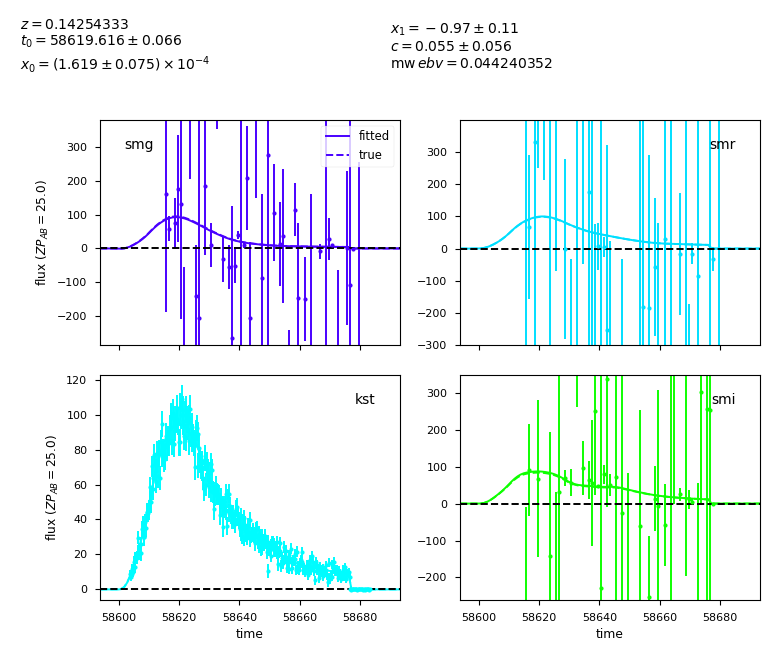 z = 0.14254333
t₀ = 58619.616 ± 0.066
x₀ = (1.619 ± 0.075) × 10⁻⁴
x₁ = −0.97 ± 0.11
c = 0.055 ± 0.056
mw ebv = 0.044240352
smg
fitted
true
300
200
100
0
−100
−200
flux (ZP_AB = 25.0)
smr
300
200
100
0
−100
−200
−300
kst
120
100
80
60
40
20
0
flux (ZP_AB = 25.0)
58600 58620 58640 58660 58680
time
smi
300
200
100
0
−100
−200
58600 58620 58640 58660 58680
time